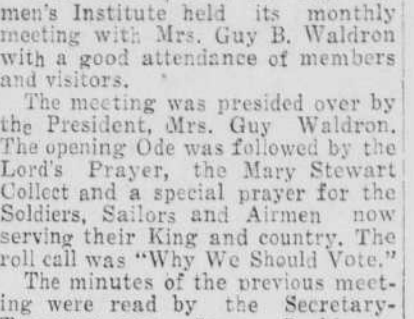 men's Institute held its monthly
meeting with Mrs. Guy B. Waldron
with a good attendance of members
and visitors.
The meeting was presided over by
the President, Mrs. Guy Waldron.
The opening Ode was followed by the
Lord's Prayer, the Mary Stewart
Collect and a special prayer for the
Soldiers, Sailors and Airmen now
serving their King and country. The
roll call was "Why We Should Vote."
The minutes of the previous meet-
ing were read by the Secretary-